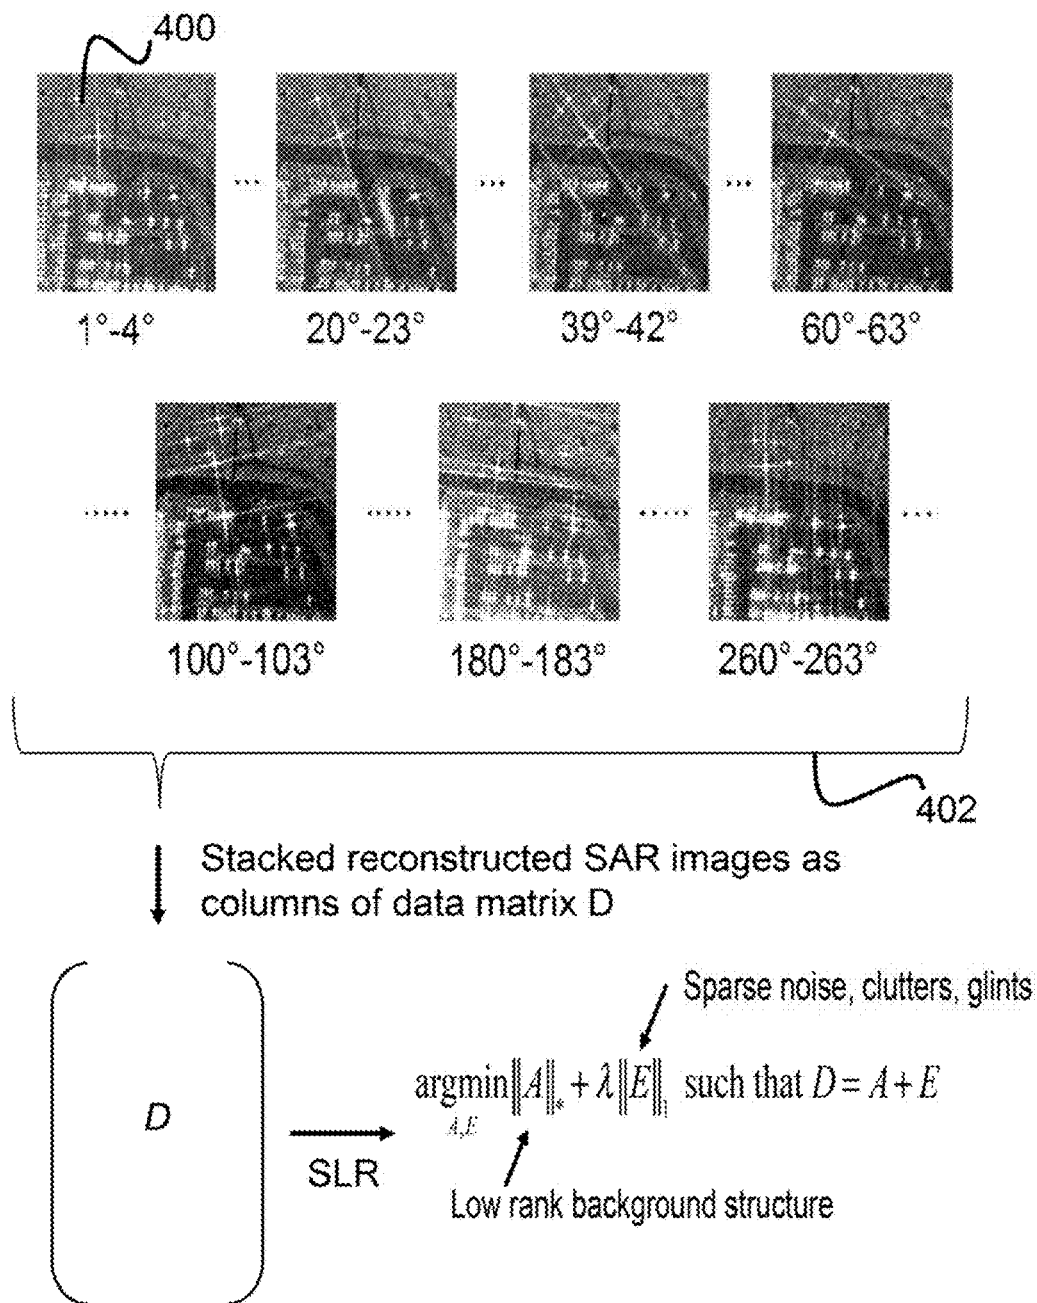 400
1°-4°
20°-23°
39°-42°
60°-63°
100°-103°
180°-183°
260°-263°
402
Stacked reconstructed SAR images as
columns of data matrix D
Sparse noise, clutters, glints
D
argmin‖A‖* + λ‖E‖₁ such that D = A + E
A,E
SLR
Low rank background structure